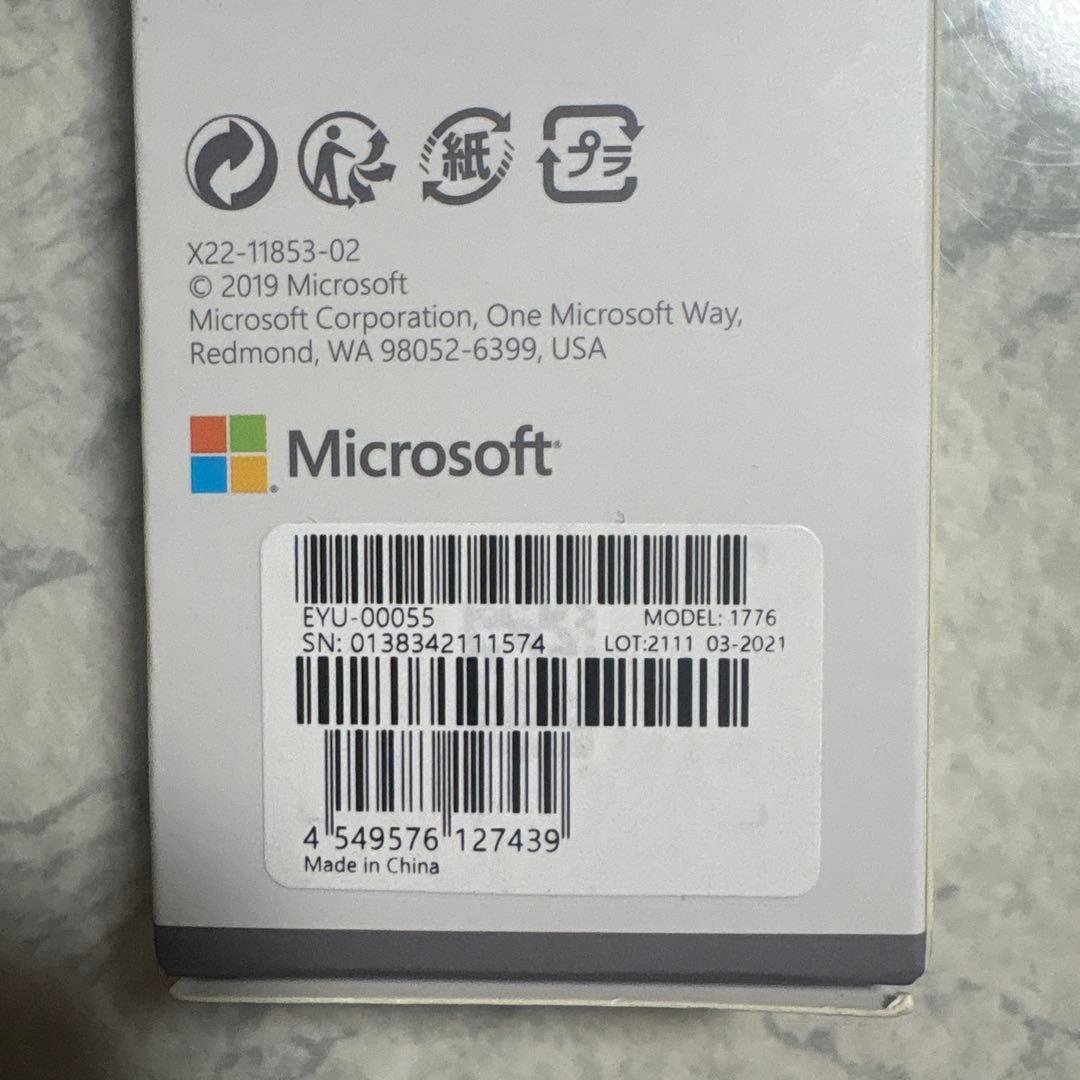 紙
プラ
X22-11853-02
© 2019 Microsoft
Microsoft Corporation, One Microsoft Way,
Redmond, WA 98052-6399, USA
Microsoft®
EYU-00055 MODEL: 1776
SN: 0138342111574 LOT:2111 03-2021
4 549576 127439
Made in China